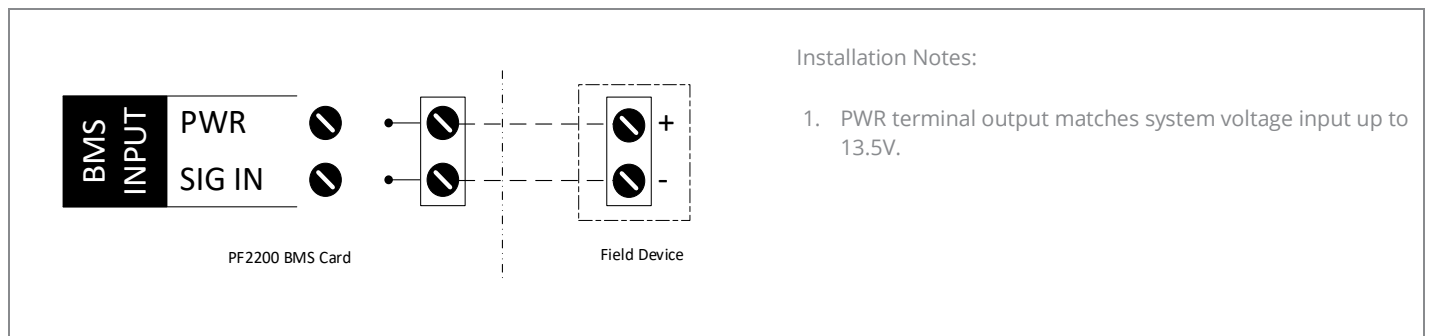 Installation Notes:
1. PWR terminal output matches system voltage input up to
13.5V.
BMS
INPUT
PWR
SIG IN
+
-
PF2200 BMS Card
Field Device